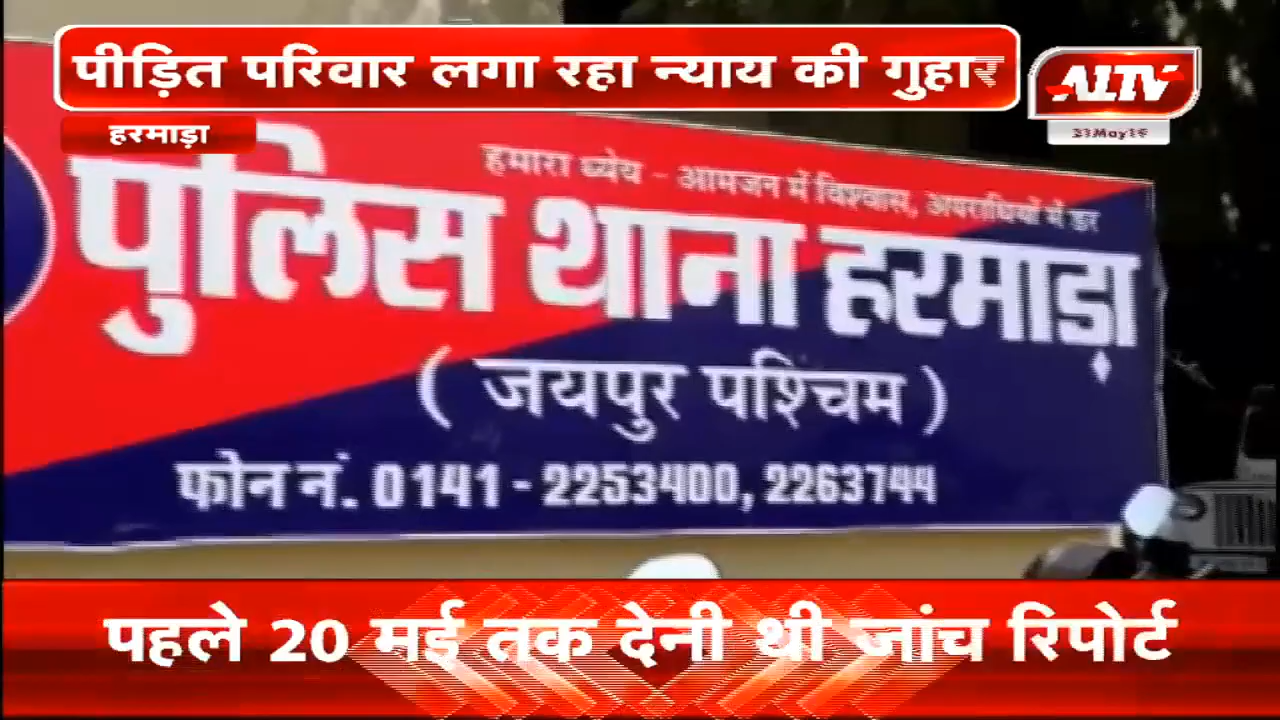 पीड़ित परिवार लगा रहा न्याय की गुहार
ALTV
हरमाड़ा
हमारा ध्येय - आमजन में विश्वास, अपराधियों में डर
पुलिस थाना हरमाड़ा
( जयपुर पश्चिम )
फोन नं. 0141 - 2253400, 2263744
पहले 20 मई तक देनी थी जांच रिपोर्ट